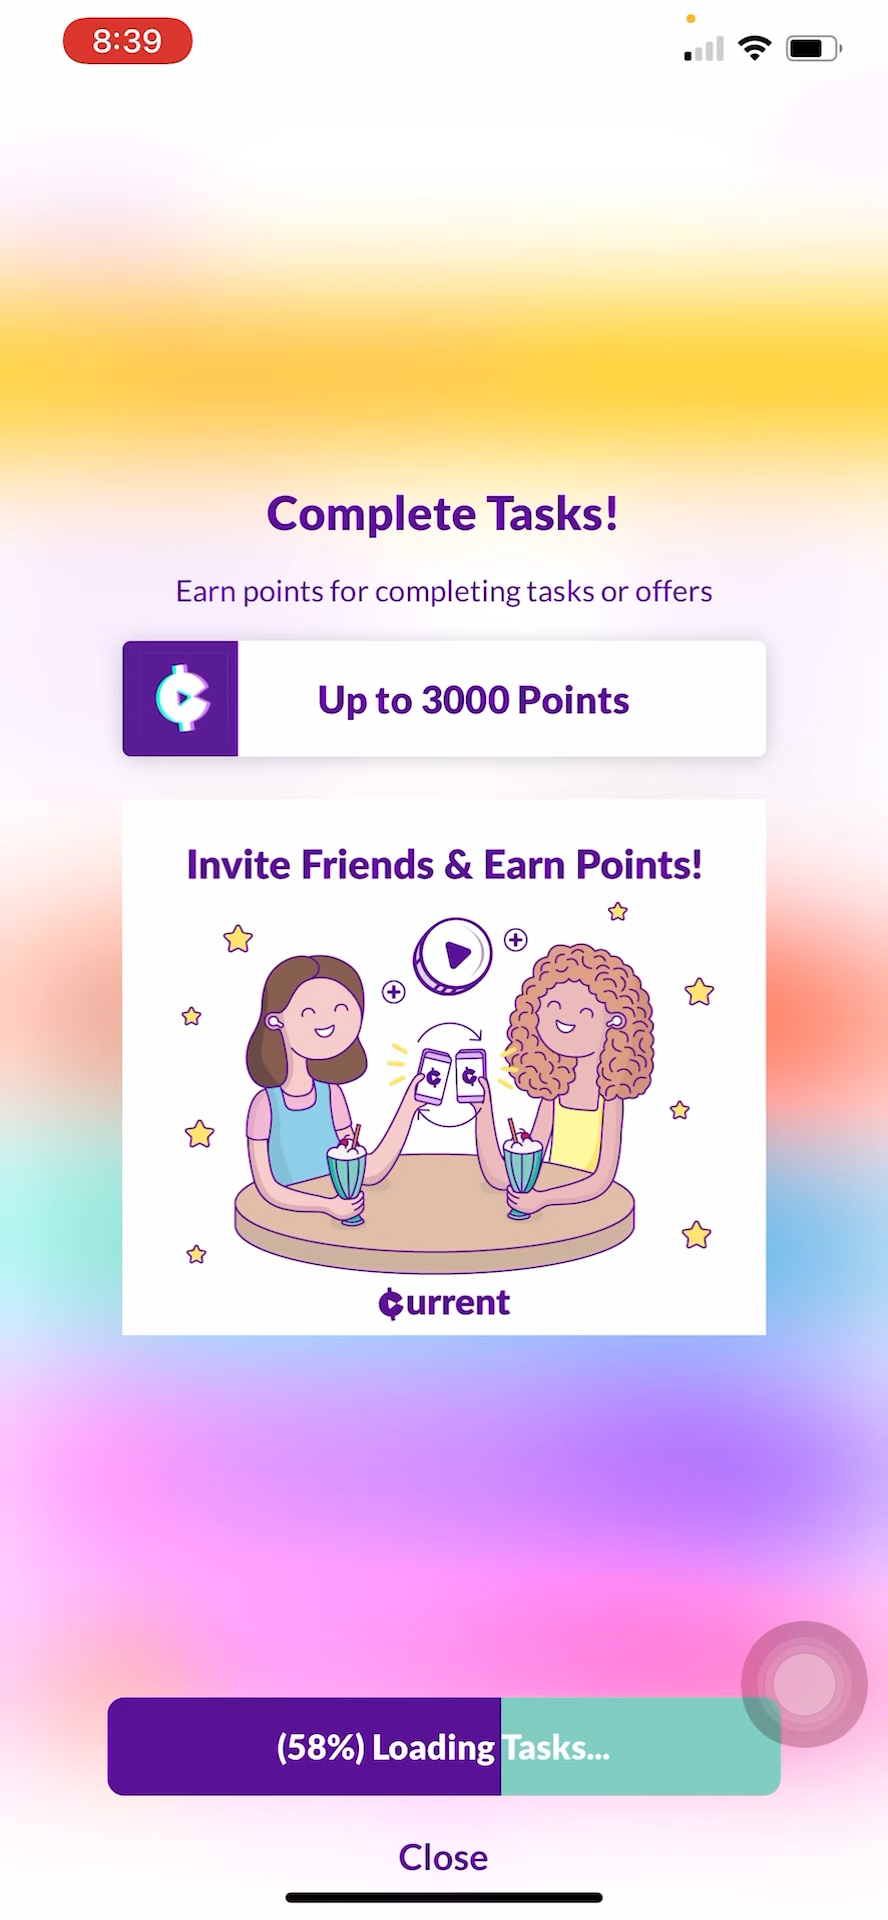 8:39
Complete Tasks!
Earn points for completing tasks or offers
Up to 3000 Points
Invite Friends & Earn Points!
¢urrent
(58%) Loading Tasks...
Close